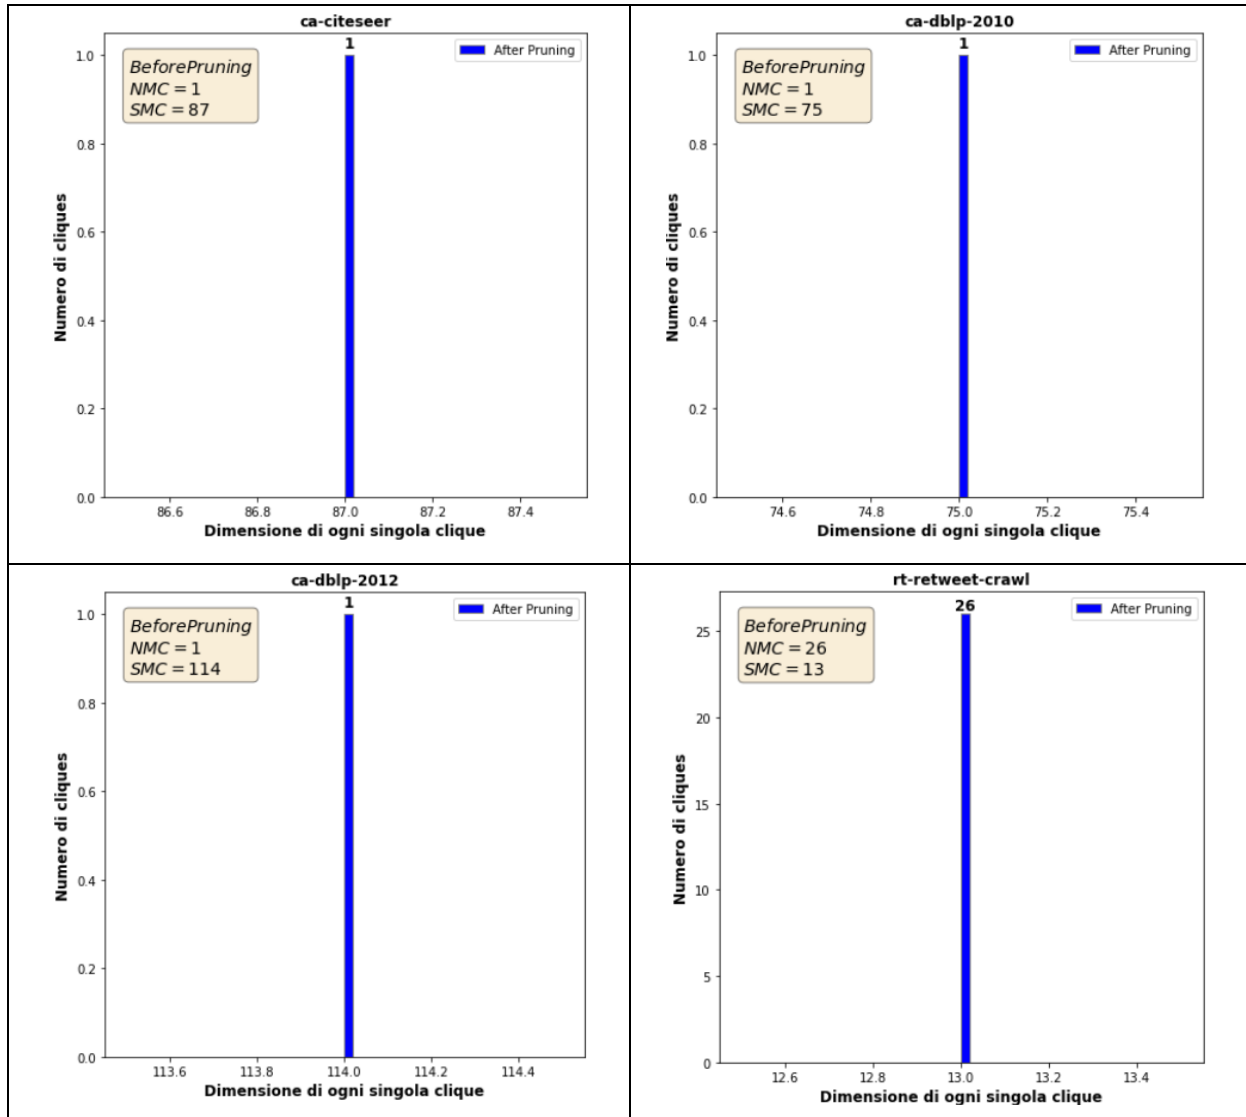 ca-citeseer
1
After Pruning
BeforePruning
NMC = 1
SMC = 87
Numero di cliques
1.0
0.8
0.6
0.4
0.2
0.0
86.6 86.8 87.0 87.2 87.4
Dimensione di ogni singola clique
ca-dblp-2010
1
After Pruning
BeforePruning
NMC = 1
SMC = 75
Numero di cliques
1.0
0.8
0.6
0.4
0.2
0.0
74.6 74.8 75.0 75.2 75.4
Dimensione di ogni singola clique
ca-dblp-2012
1
After Pruning
BeforePruning
NMC = 1
SMC = 114
Numero di cliques
1.0
0.8
0.6
0.4
0.2
0.0
113.6 113.8 114.0 114.2 114.4
Dimensione di ogni singola clique
rt-retweet-crawl
26
After Pruning
BeforePruning
NMC = 26
SMC = 13
Numero di cliques
25
20
15
10
5
0
12.6 12.8 13.0 13.2 13.4
Dimensione di ogni singola clique